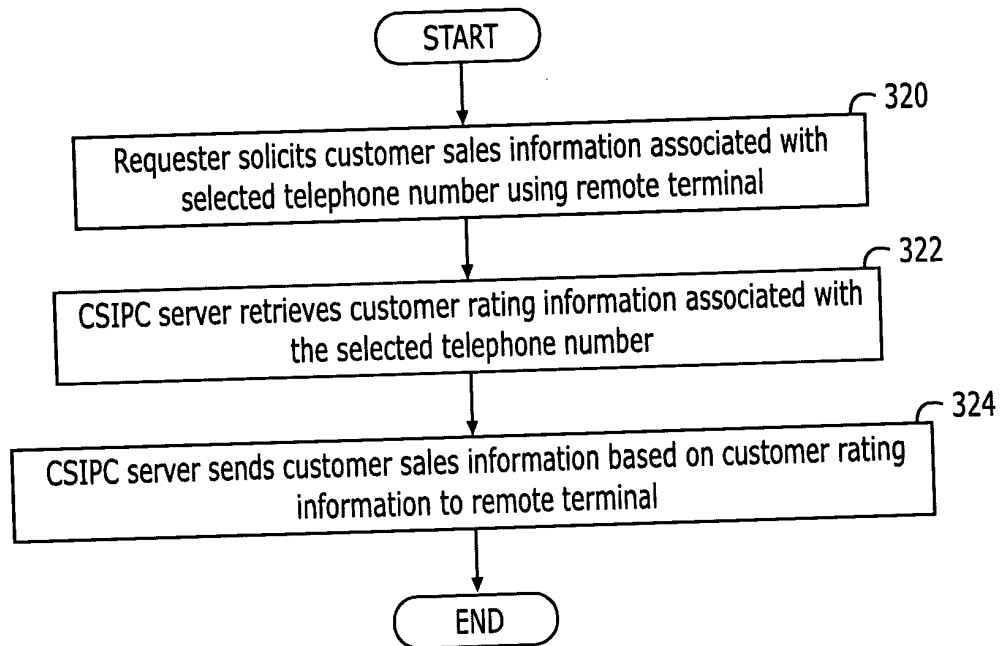 START
320
Requester solicits customer sales information associated with
selected telephone number using remote terminal
322
CSIPC server retrieves customer rating information associated with
the selected telephone number
324
CSIPC server sends customer sales information based on customer rating
information to remote terminal
END